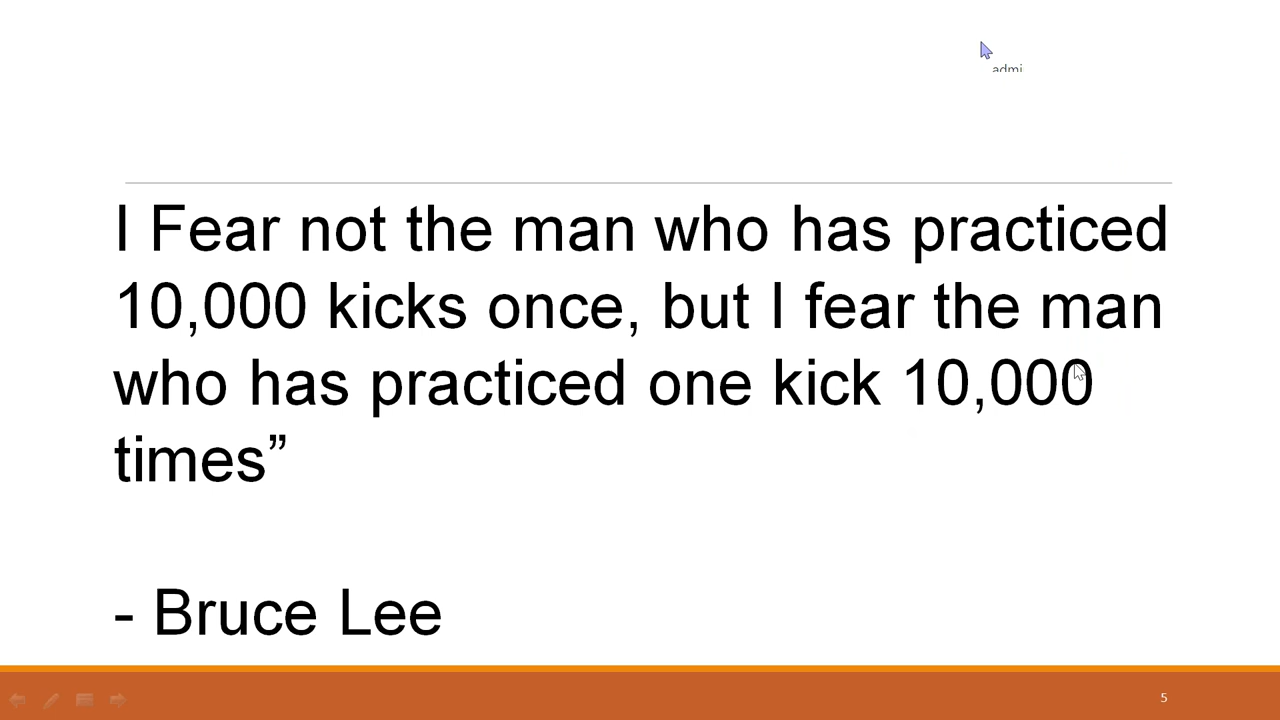 admi
I Fear not the man who has practiced
10,000 kicks once, but I fear the man
who has practiced one kick 10,000
times”
- Bruce Lee
5